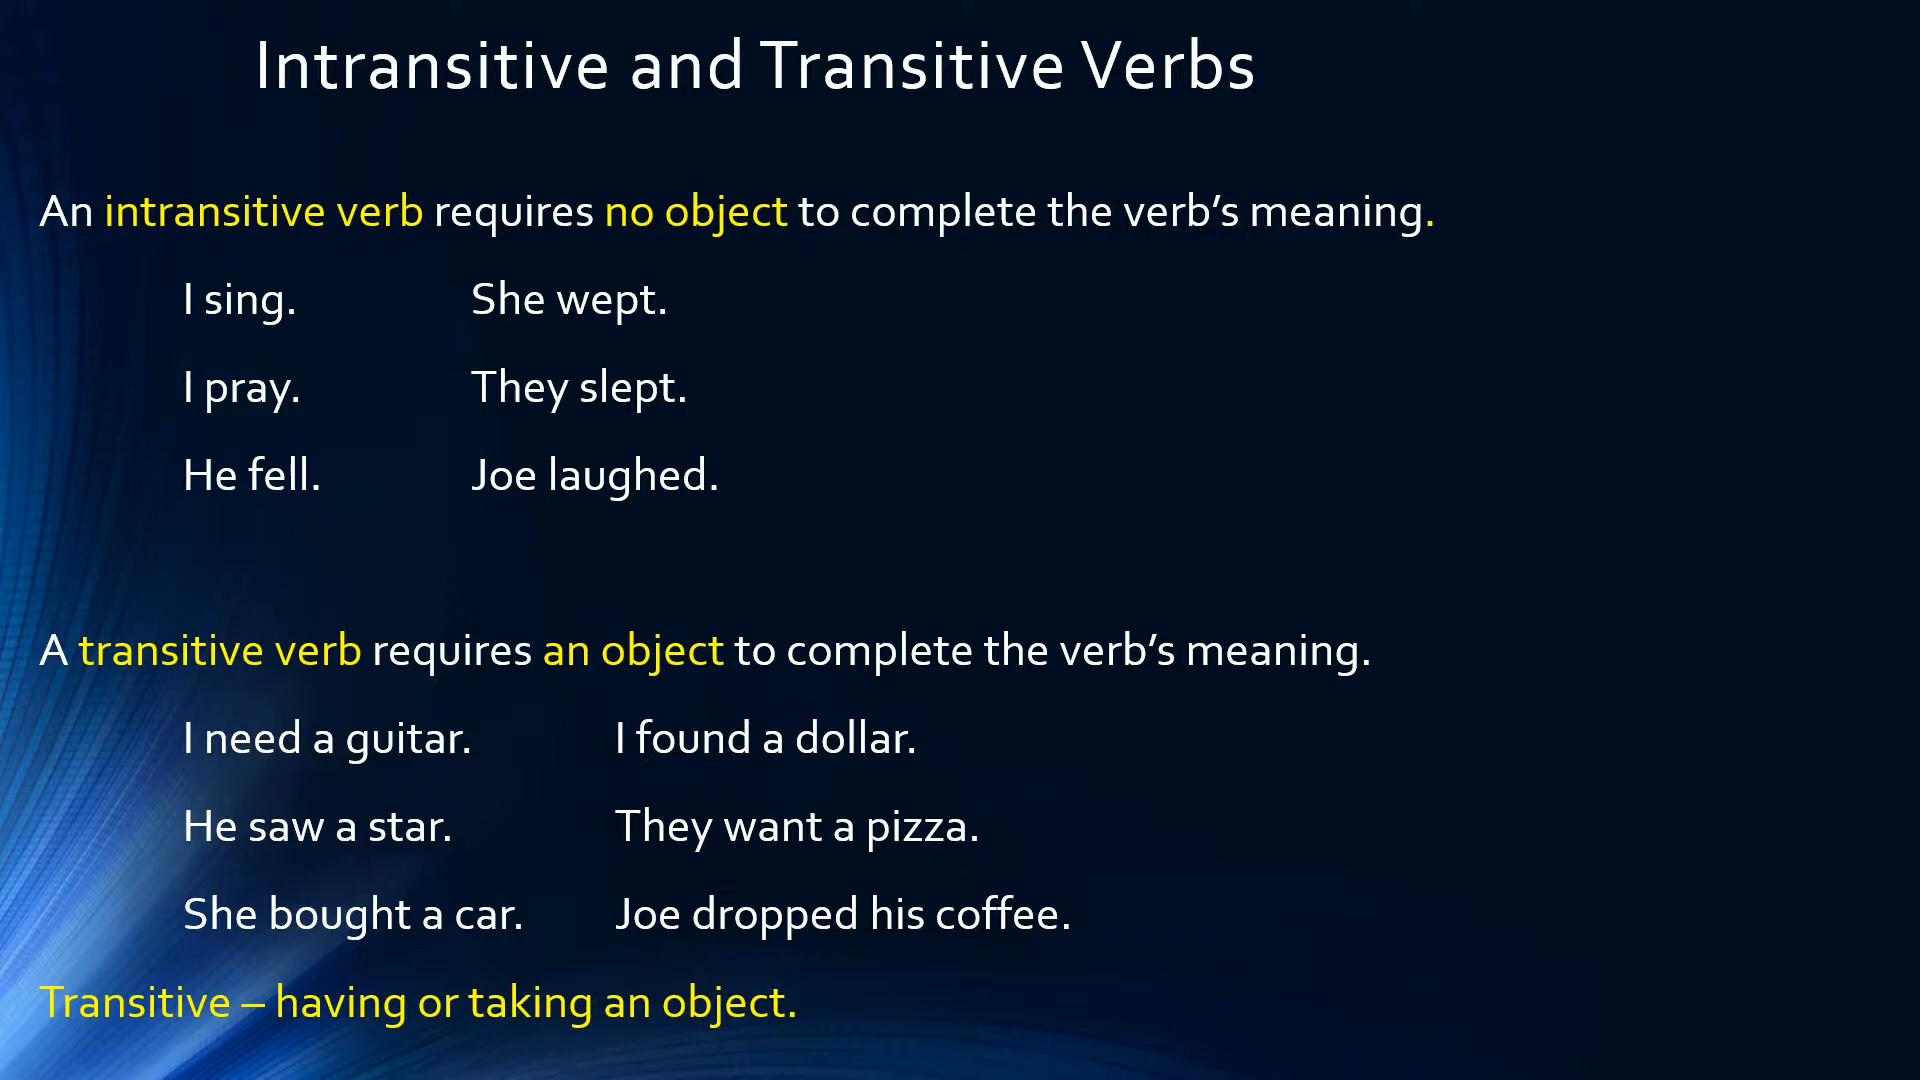 Intransitive and Transitive Verbs
An intransitive verb requires no object to complete the verb’s meaning.
I sing. She wept.
I pray. They slept.
He fell. Joe laughed.
A transitive verb requires an object to complete the verb’s meaning.
I need a guitar. I found a dollar.
He saw a star. They want a pizza.
She bought a car. Joe dropped his coffee.
Transitive – having or taking an object.